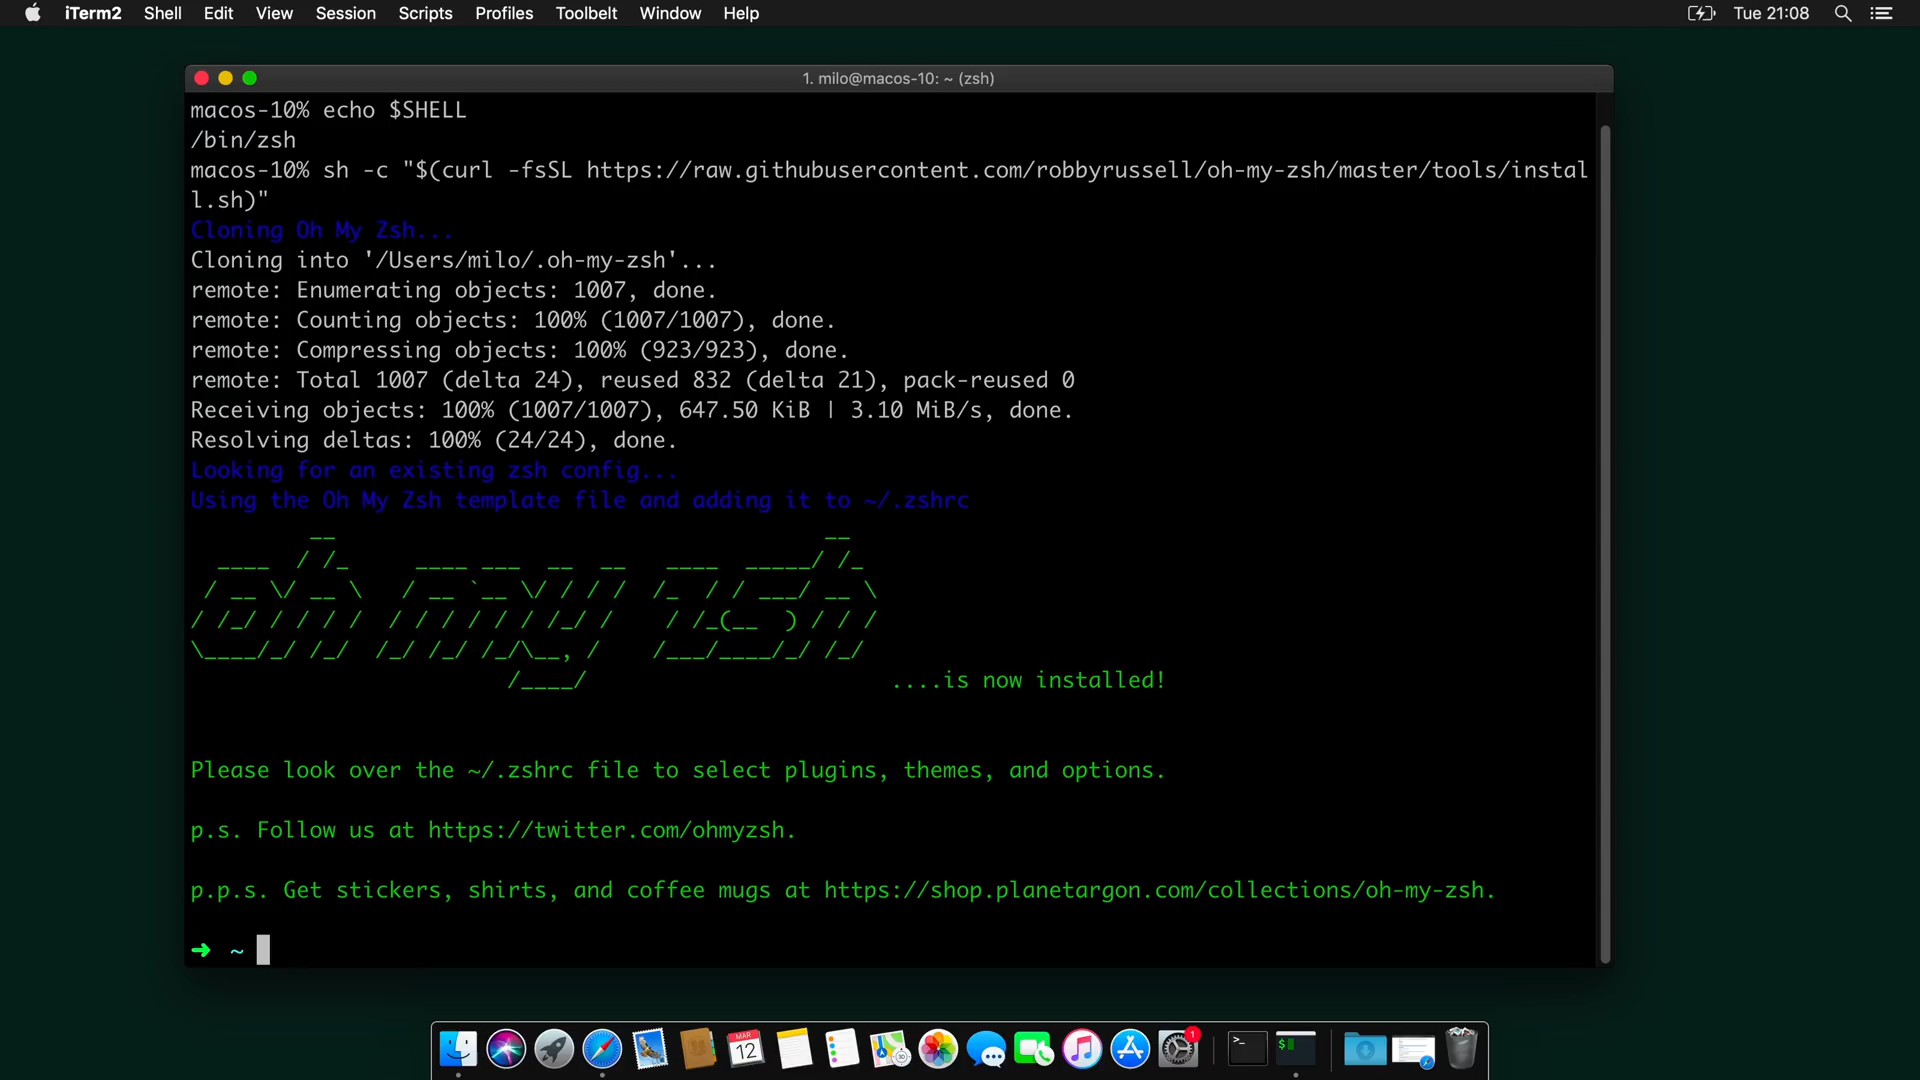 iTerm2 Shell Edit View Session Scripts Profiles Toolbelt Window Help Tue 21:08
1. milo@macos-10: ~ (zsh)
macos-10% echo $SHELL
/bin/zsh
macos-10% sh -c "$(curl -fsSL https://raw.githubusercontent.com/robbyrussell/oh-my-zsh/master/tools/instal
l.sh)"
Cloning Oh My Zsh...
Cloning into '/Users/milo/.oh-my-zsh'...
remote: Enumerating objects: 1007, done.
remote: Counting objects: 100% (1007/1007), done.
remote: Compressing objects: 100% (923/923), done.
remote: Total 1007 (delta 24), reused 832 (delta 21), pack-reused 0
Receiving objects: 100% (1007/1007), 647.50 KiB | 3.10 MiB/s, done.
Resolving deltas: 100% (24/24), done.
Looking for an existing zsh config...
Using the Oh My Zsh template file and adding it to ~/.zshrc
oh my zsh
....is now installed!
Please look over the ~/.zshrc file to select plugins, themes, and options.
p.s. Follow us at https://twitter.com/ohmyzsh.
p.p.s. Get stickers, shirts, and coffee mugs at https://shop.planetargon.com/collections/oh-my-zsh.
➜ ~
MAR
12
1
>_
$